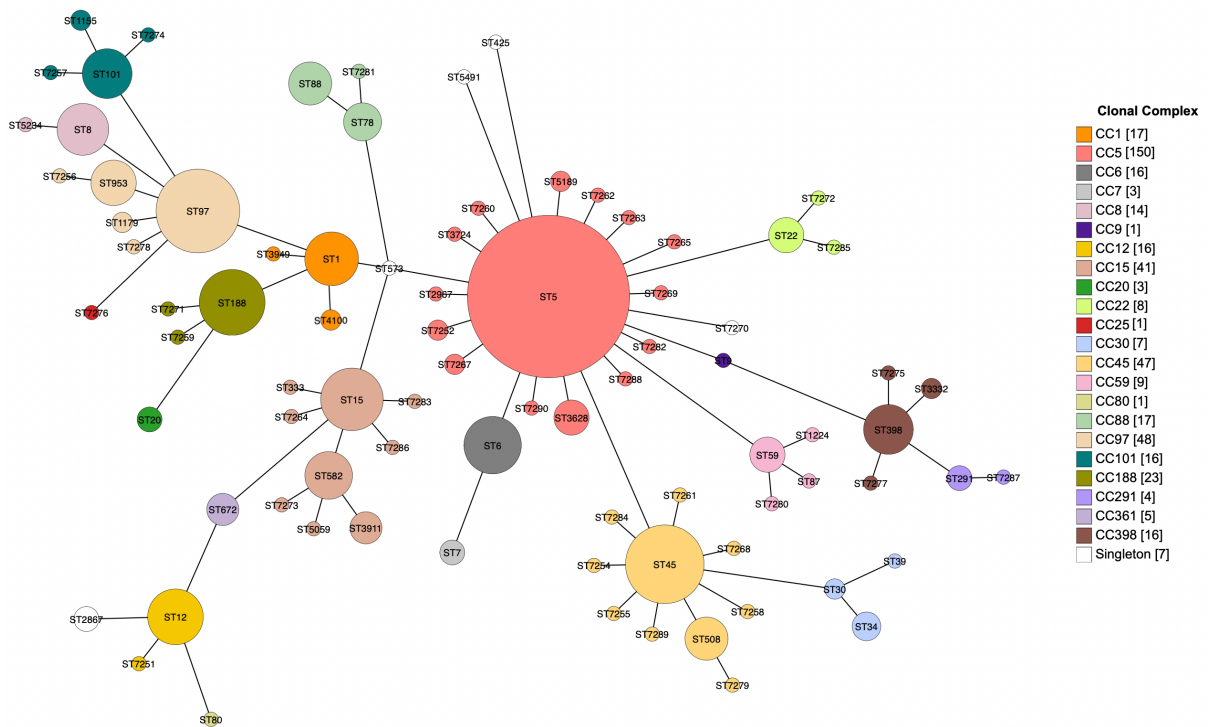 ST1155
ST7274
ST7257
ST101
ST5284
ST8
ST7256
ST953
ST97
ST1179
ST7278
ST7276
ST88
ST7281
ST78
ST425
ST5491
ST3949
ST1
ST573
ST4100
ST188
ST7271
ST7259
ST20
ST5189
ST7262
ST7260
ST7263
ST3724
ST7265
ST5
ST2967
ST7269
ST7252
ST7270
ST7282
ST7267
ST7288
ST7290
ST3628
ST7272
ST22
ST7285
ST9
ST7275
ST3332
ST398
ST7277
ST291
ST7287
ST333
ST15
ST7283
ST7264
ST7286
ST582
ST7273
ST5059
ST3911
ST672
ST6
ST7
ST59
ST1224
ST87
ST7280
ST7261
ST7284
ST7268
ST7254
ST45
ST7255
ST7258
ST7289
ST508
ST7279
ST39
ST30
ST34
ST2867
ST12
ST7251
ST80
Clonal Complex
CC1 [17]
CC5 [150]
CC6 [16]
CC7 [3]
CC8 [14]
CC9 [1]
CC12 [16]
CC15 [41]
CC20 [3]
CC22 [8]
CC25 [1]
CC30 [7]
CC45 [47]
CC59 [9]
CC80 [1]
CC88 [17]
CC97 [48]
CC101 [16]
CC188 [23]
CC291 [4]
CC361 [5]
CC398 [16]
Singleton [7]